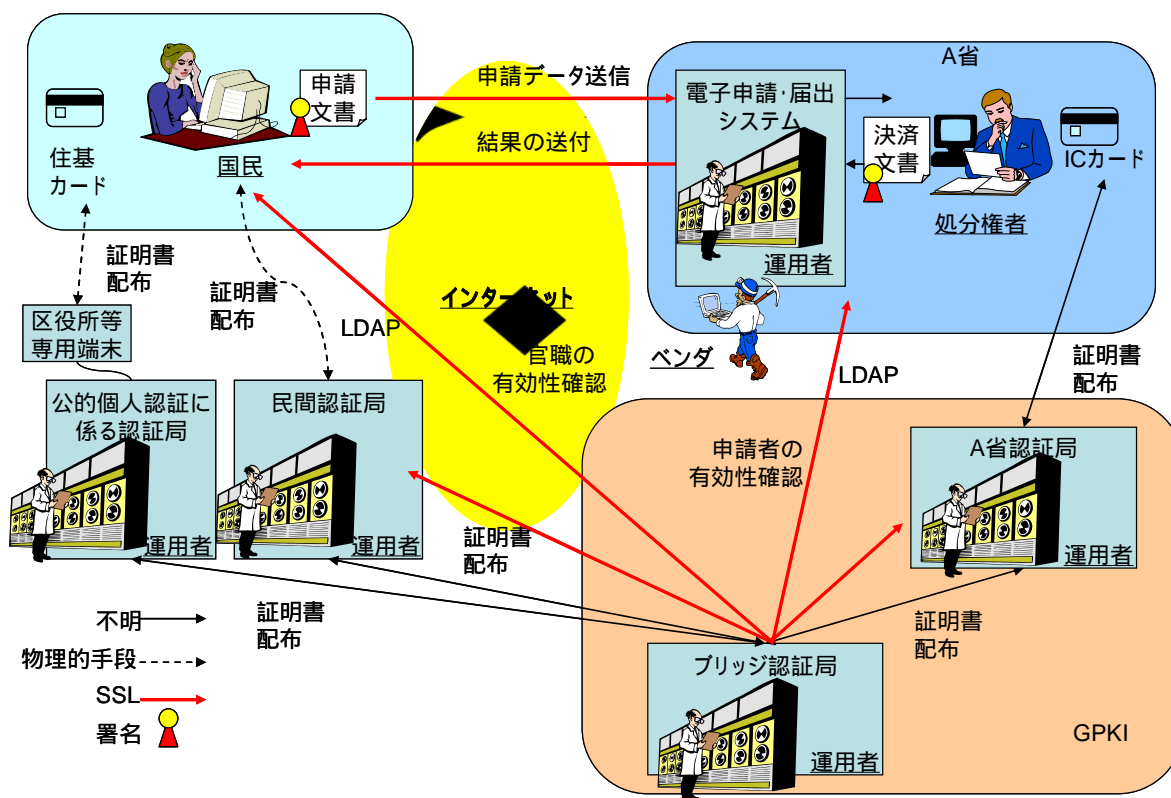 A省
申請データ送信
申請
文書
電子申請・届出
システム
決済
文書
ICカード
住基
カード
国民
結果の送付
処分権者
運用者
証明書
配布
証明書
配布
LDAP
官職の
有効性確認
ベンダ
LDAP
証明書
配布
区役所等
専用端末
公的個人認証に
係る認証局
運用者
民間認証局
運用者
申請者の
有効性確認
A省認証局
運用者
証明書
配布
不明
物理的手段
SSL
署名
証明書
配布
証明書
配布
ブリッジ認証局
運用者
GPKI